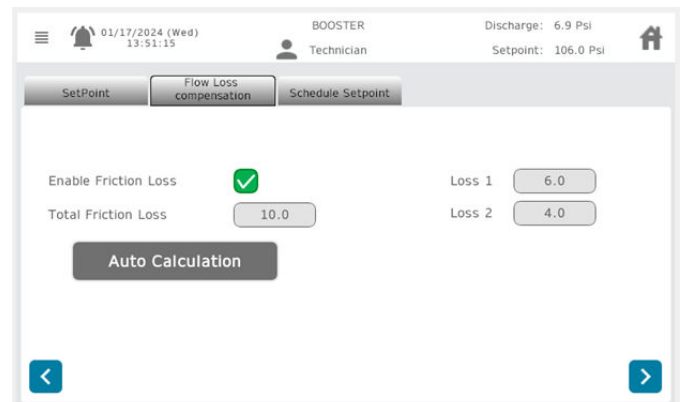 01/17/2024 (Wed)
13:51:15
BOOSTER
Technician
Discharge: 6.9 Psi
Setpoint: 106.0 Psi
SetPoint
Flow Loss
compensation
Schedule Setpoint
Enable Friction Loss
Loss 1 6.0
Total Friction Loss 10.0
Loss 2 4.0
Auto Calculation